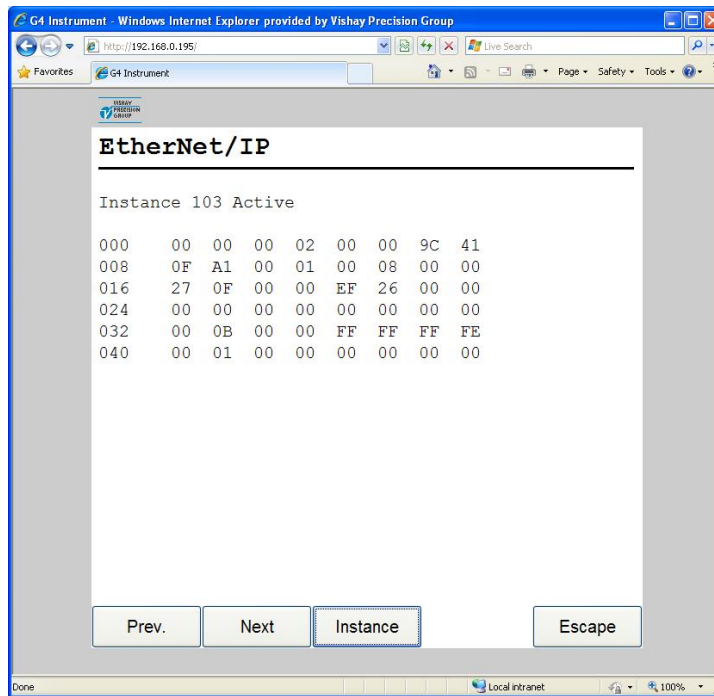 G4 Instrument - Windows Internet Explorer provided by Vishay Precision Group
http://192.168.0.195/
Live Search
Favorites
G4 Instrument
Page
Safety
Tools
VISHAY
PRECISION
GROUP
EtherNet/IP
Instance 103 Active
000 00 00 00 02 00 00 9C 41
008 0F A1 00 01 00 08 00 00
016 27 0F 00 00 EF 26 00 00
024 00 00 00 00 00 00 00 00
032 00 0B 00 00 FF FF FF FE
040 00 01 00 00 00 00 00 00
Prev.
Next
Instance
Escape
Done
Local intranet
100%